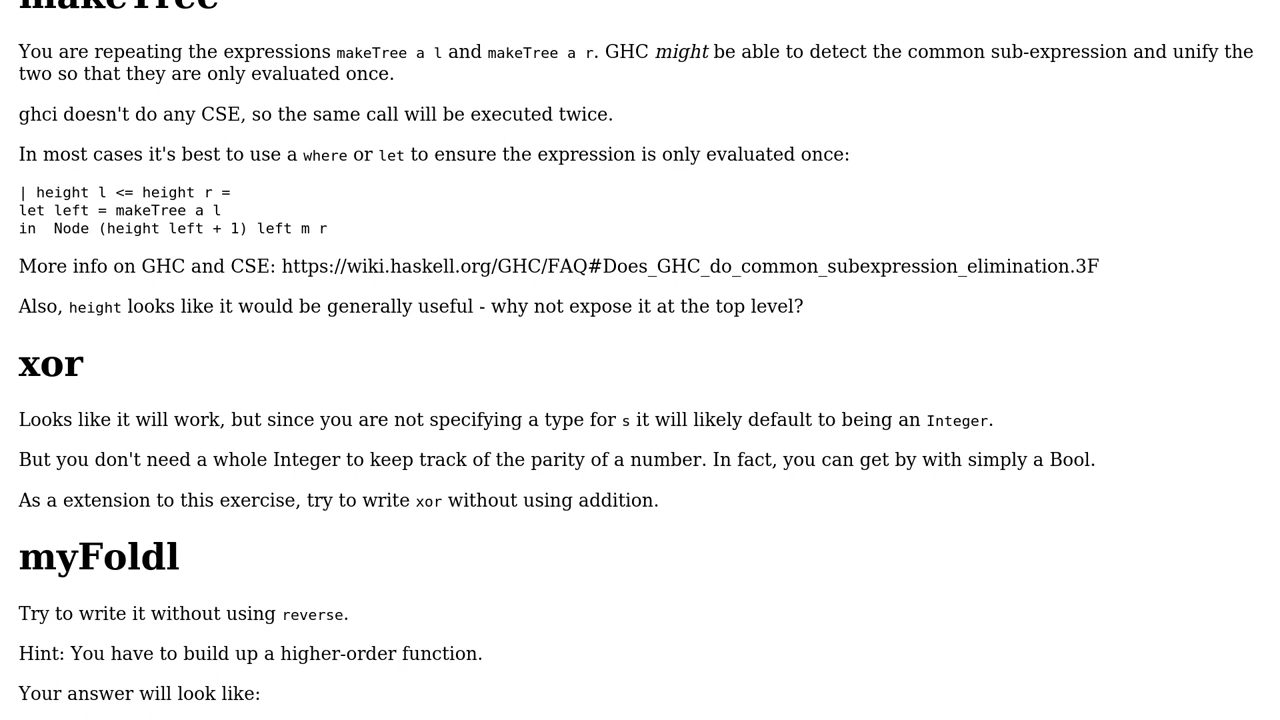 makeTree
You are repeating the expressions makeTree a l and makeTree a r. GHC might be able to detect the common sub-expression and unify the
two so that they are only evaluated once.
ghci doesn't do any CSE, so the same call will be executed twice.
In most cases it's best to use a where or let to ensure the expression is only evaluated once:
| height l <= height r =
let left = makeTree a l
in  Node (height left + 1) left m r
More info on GHC and CSE: https://wiki.haskell.org/GHC/FAQ#Does_GHC_do_common_subexpression_elimination.3F
Also, height looks like it would be generally useful - why not expose it at the top level?
xor
Looks like it will work, but since you are not specifying a type for s it will likely default to being an Integer.
But you don't need a whole Integer to keep track of the parity of a number. In fact, you can get by with simply a Bool.
As a extension to this exercise, try to write xor without using addition.
myFoldl
Try to write it without using reverse.
Hint: You have to build up a higher-order function.
Your answer will look like: